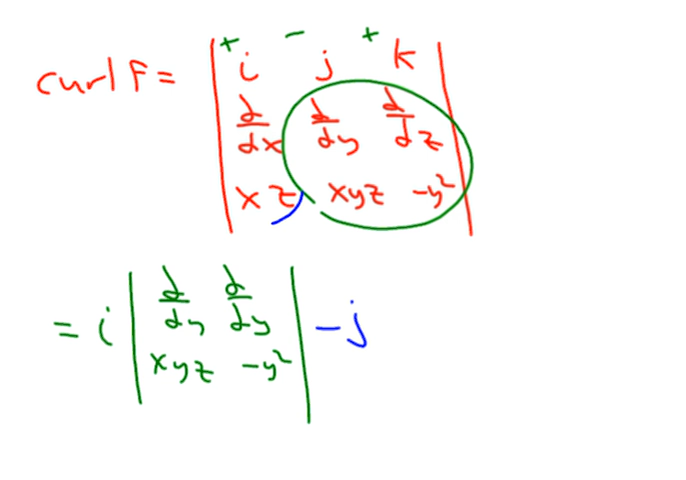 + − +
curl F = | i j k |
| d/dx d/dy d/dz |
| xz xyz −y² |
= i | d/dy d/dy | − j
| xyz −y² |